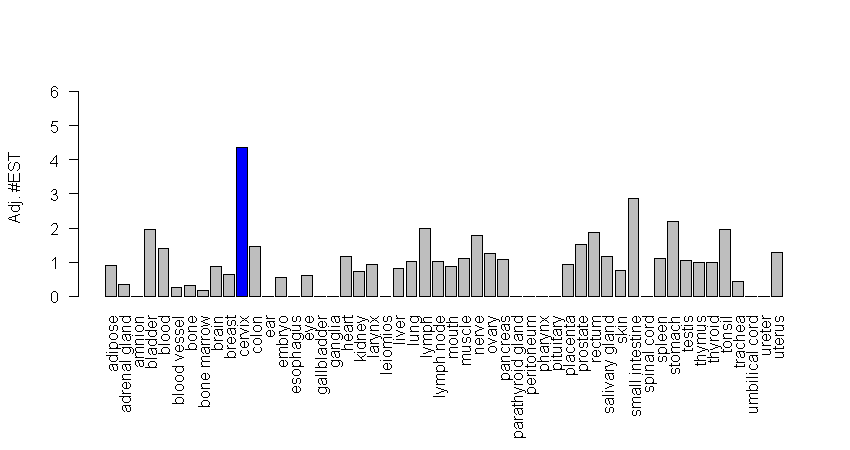 6
5
4
3
2
1
0
Adj. #EST
adipose
adrenal gland
amnion
bladder
blood
blood vessel
bone
bone marrow
brain
breast
cervix
colon
ear
embryo
esophagus
eye
gallbladder
ganglia
heart
kidney
larynx
leiomios
liver
lung
lymph
lymph node
mouth
muscle
nerve
ovary
pancreas
parathyroid gland
peritoneum
pharynx
pituitary
placenta
prostate
rectum
salivary gland
skin
small intestine
spinal cord
spleen
stomach
testis
thymus
thyroid
tonsil
trachea
umbilical cord
ureter
uterus